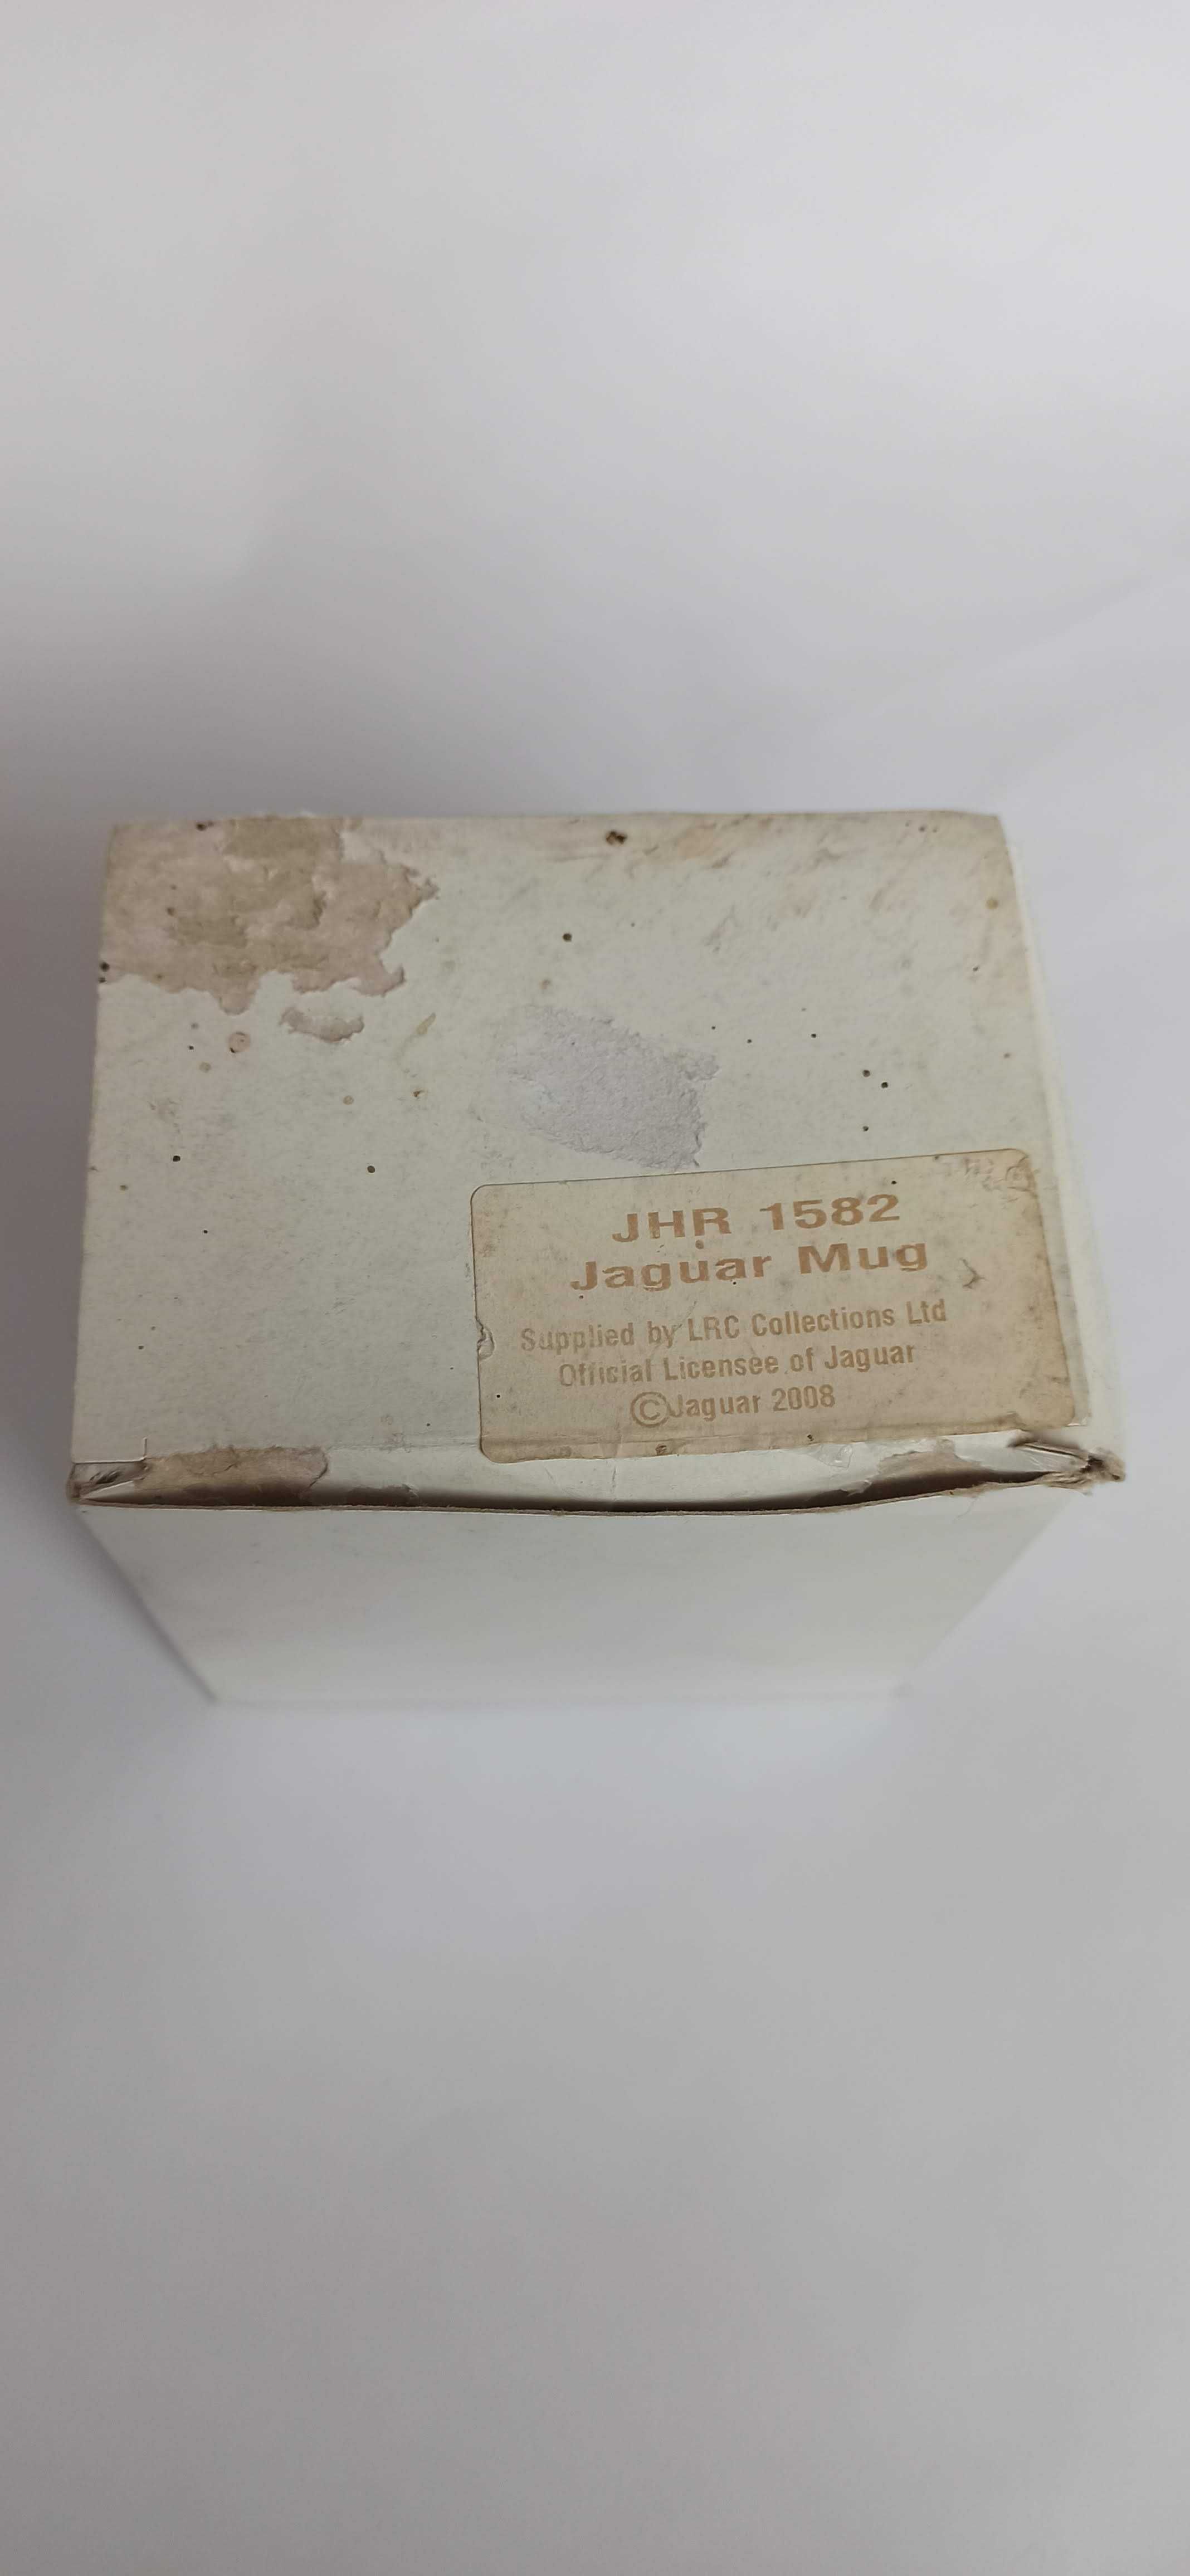 JHR 1582
Jaguar Mug
Supplied by LRC Collections Ltd
Official Licensee of Jaguar
©Jaguar 2008